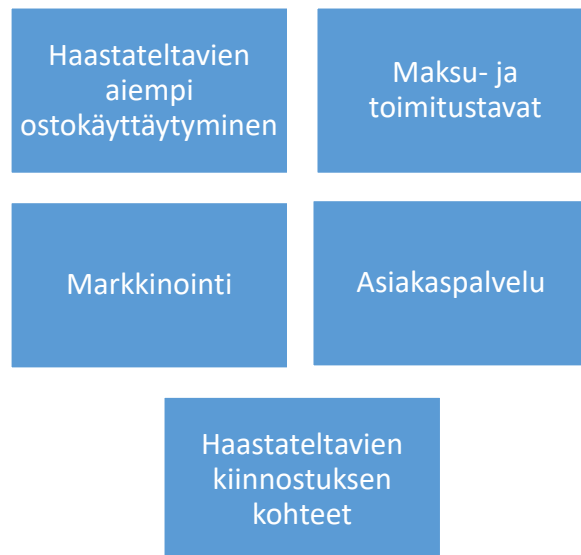 Haastateltavien
aiempi
ostokäyttäytyminen
Maksu- ja
toimitustavat
Markkinointi
Asiakaspalvelu
Haastateltavien
kiinnostuksen
kohteet